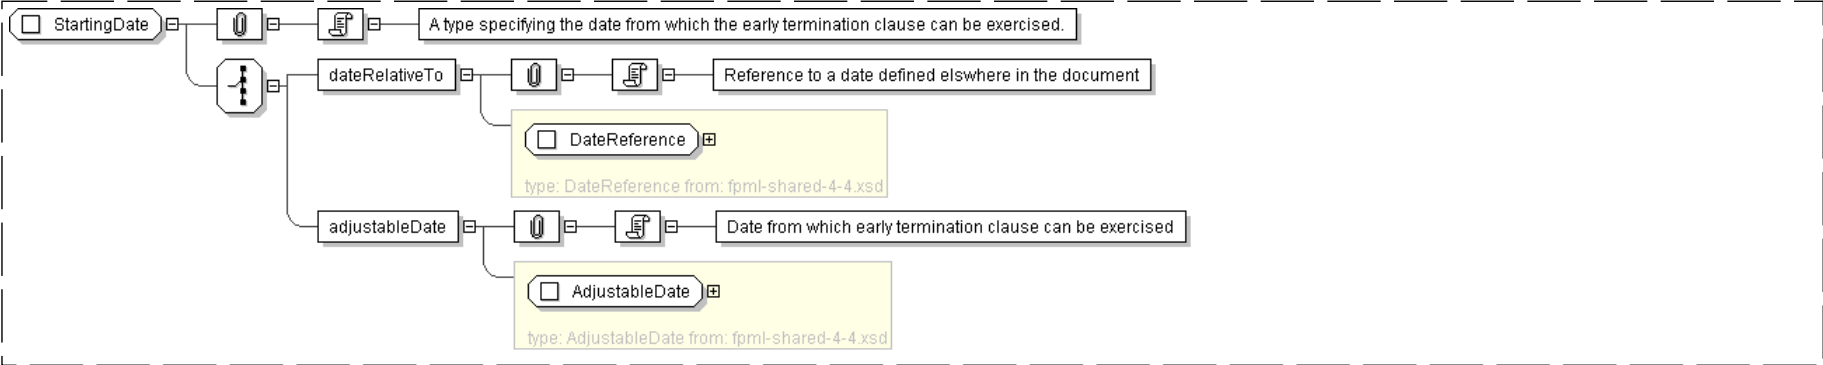 StartingDate
A type specifying the date from which the early termination clause can be exercised.
dateRelativeTo
Reference to a date defined elswhere in the document
DateReference
type: DateReference from: fpml-shared-4-4.xsd
adjustableDate
Date from which early termination clause can be exercised
AdjustableDate
type: AdjustableDate from: fpml-shared-4-4.xsd